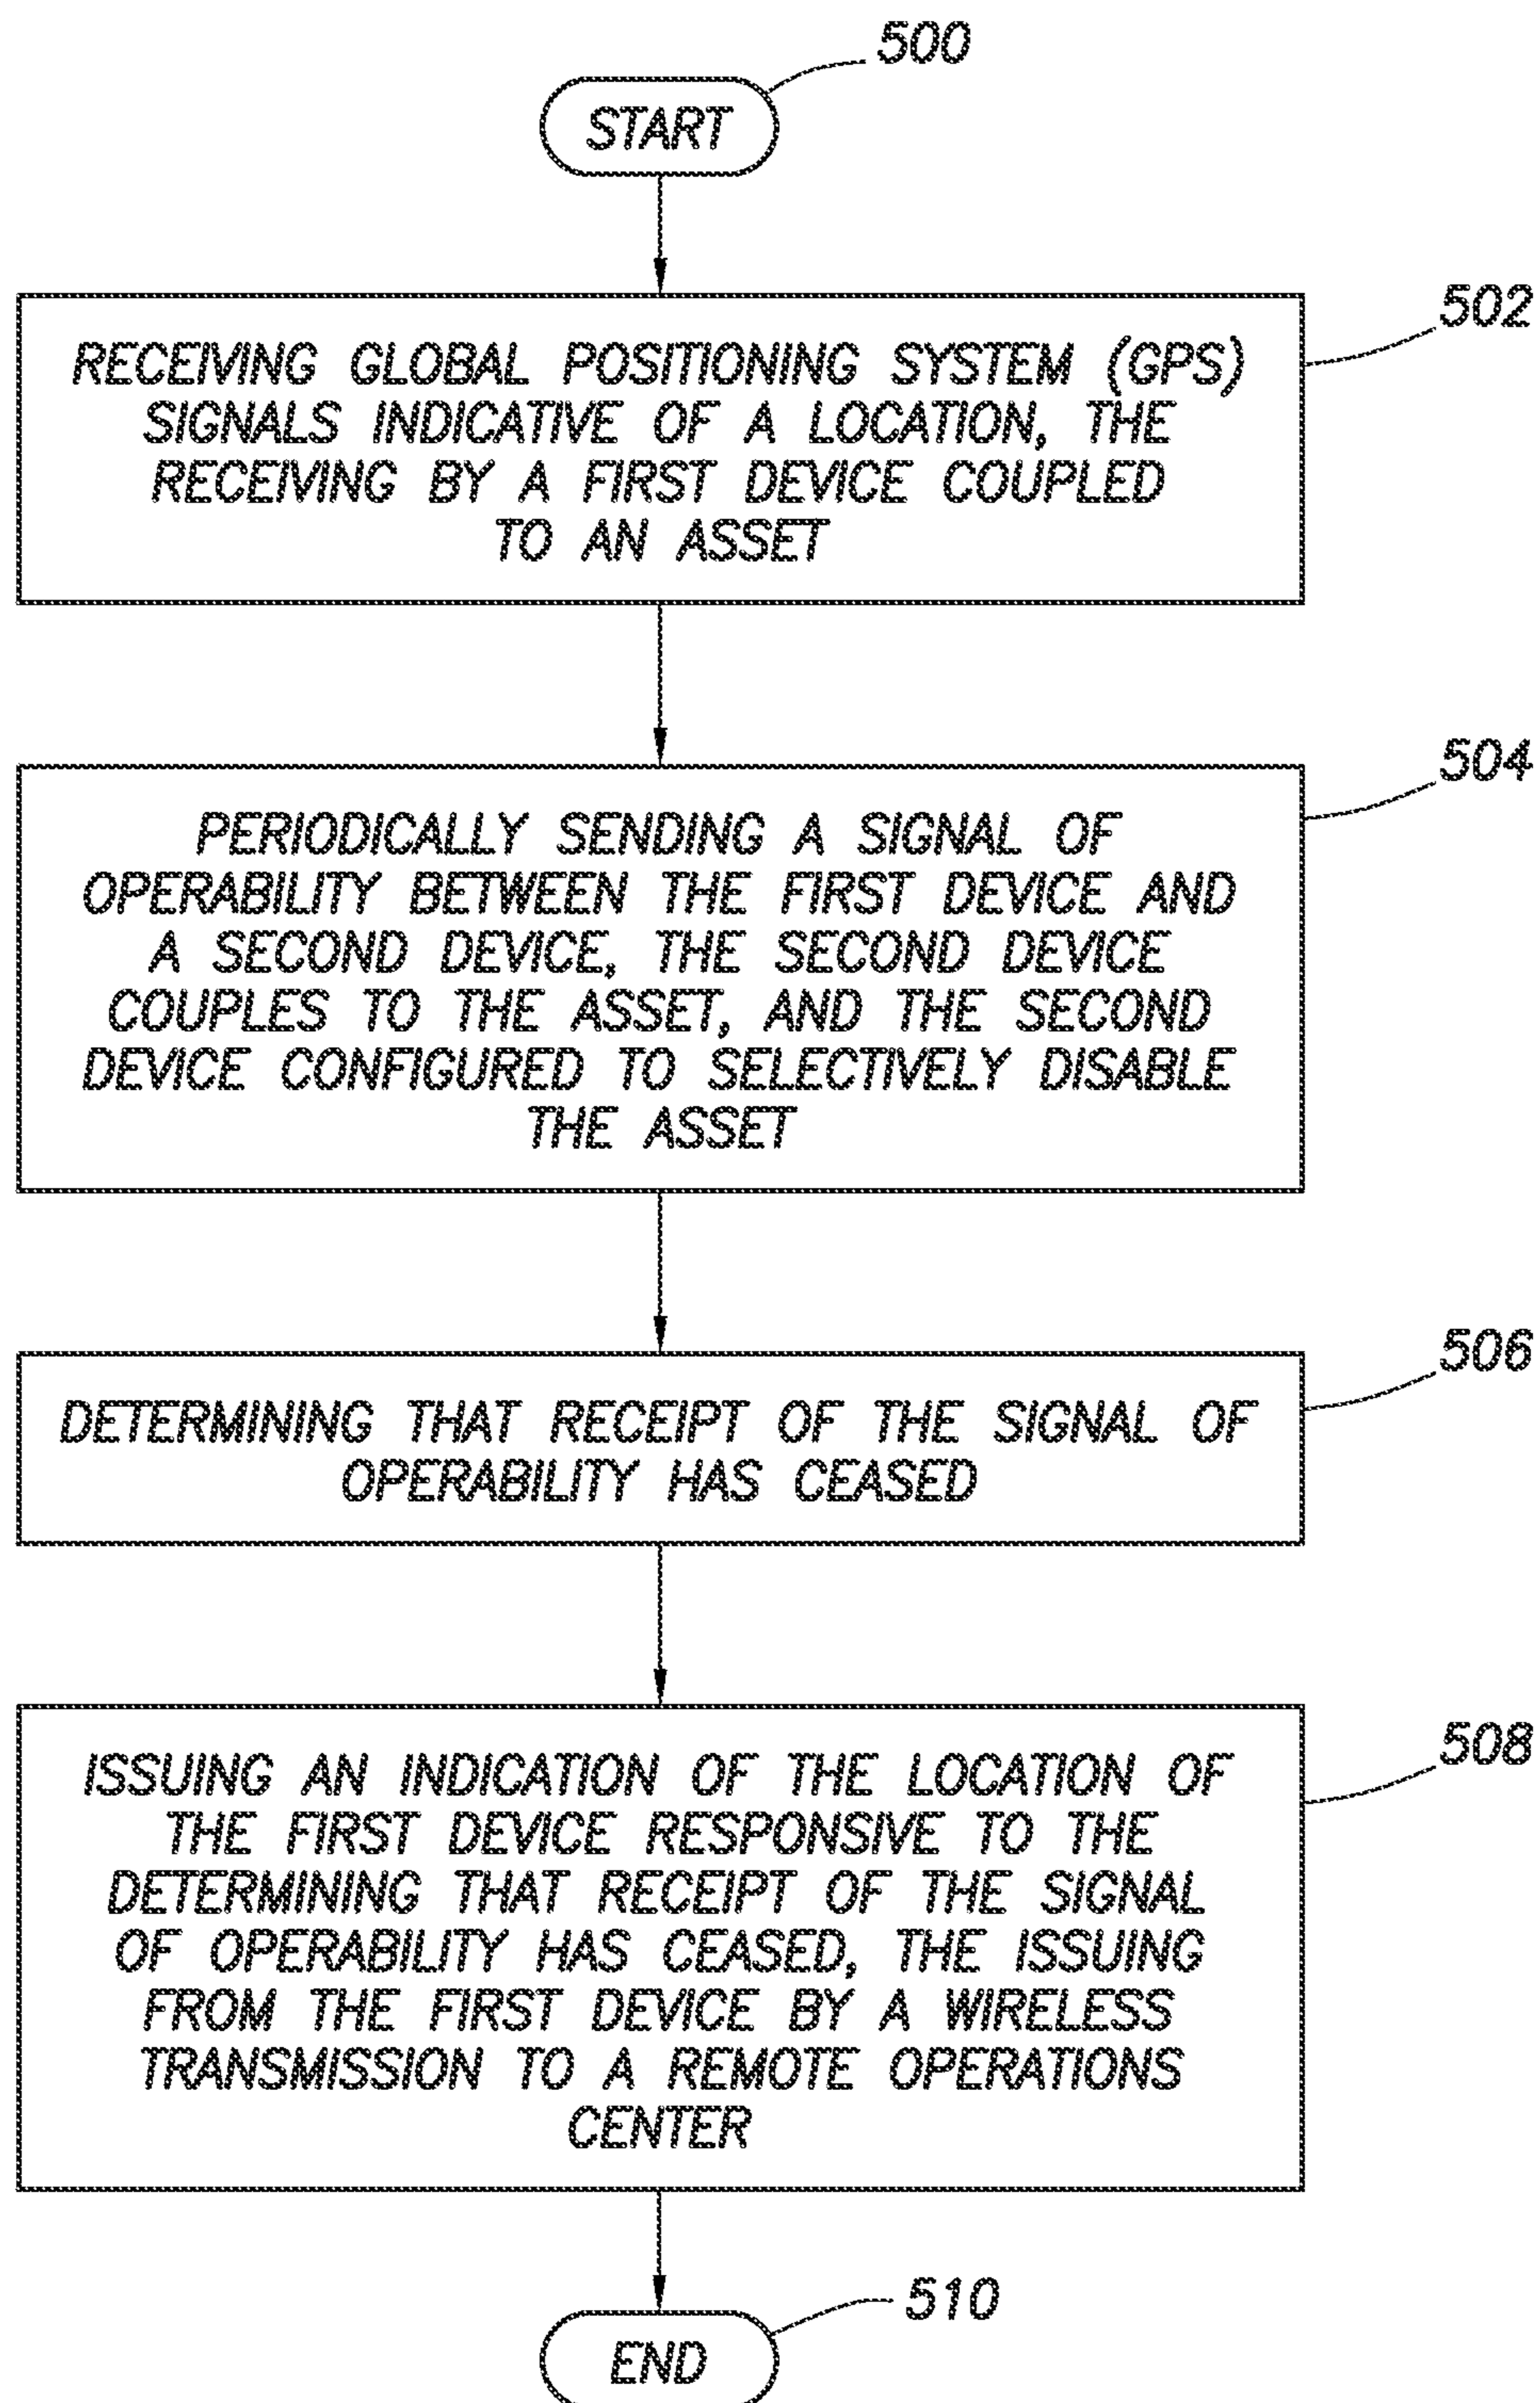 500
START
502
RECEIVING GLOBAL POSITIONING SYSTEM (GPS)
SIGNALS INDICATIVE OF A LOCATION, THE
RECEIVING BY A FIRST DEVICE COUPLED
TO AN ASSET
504
PERIODICALLY SENDING A SIGNAL OF
OPERABILITY BETWEEN THE FIRST DEVICE AND
A SECOND DEVICE, THE SECOND DEVICE
COUPLES TO THE ASSET, AND THE SECOND
DEVICE CONFIGURED TO SELECTIVELY DISABLE
THE ASSET
506
DETERMINING THAT RECEIPT OF THE SIGNAL OF
OPERABILITY HAS CEASED
508
ISSUING AN INDICATION OF THE LOCATION OF
THE FIRST DEVICE RESPONSIVE TO THE
DETERMINING THAT RECEIPT OF THE SIGNAL
OF OPERABILITY HAS CEASED, THE ISSUING
FROM THE FIRST DEVICE BY A WIRELESS
TRANSMISSION TO A REMOTE OPERATIONS
CENTER
510
END